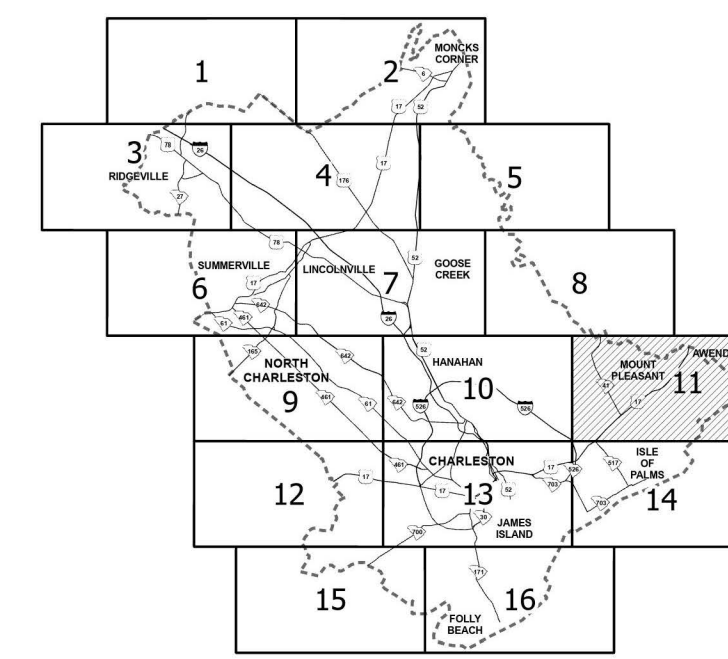 MONCKS
CORNER
1
2
6
17
52
3
78
26
RIDGEVILLE
27
4
176
17
5
78
52
SUMMERVILLE
LINCOLNVILLE
GOOSE
CREEK
17
6
7
8
642
61
461
26
165
642
52
HANAHAN
NORTH
CHARLESTON
9
461
61
642
526
10
526
MOUNT
PLEASANT
AWEND
41
17
11
CHARLESTON
461
17
17
13
52
17
703
526
517
ISLE
OF
PALMS
703
14
12
30
700
JAMES
ISLAND
171
15
16
FOLLY
BEACH